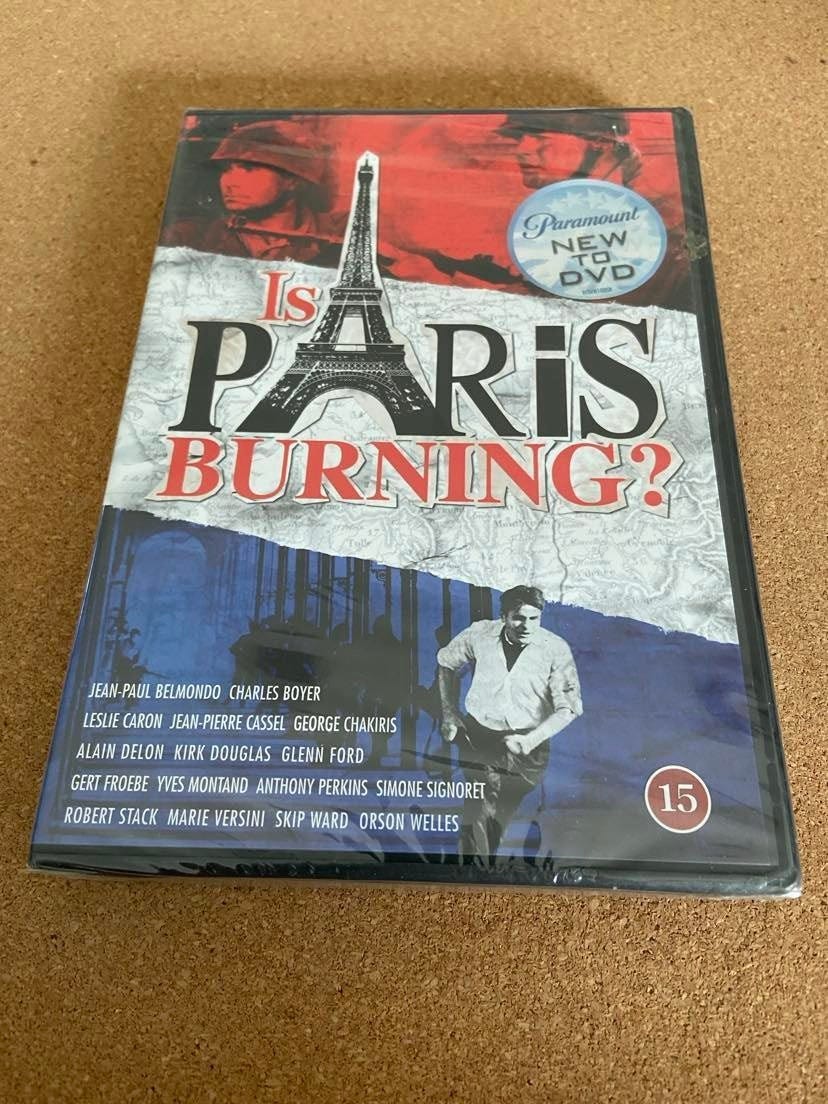 Paramount
NEW
TO
DVD
Is
PARiS
BURNING?
JEAN-PAUL BELMONDO CHARLES BOYER
LESLIE CARON JEAN-PIERRE CASSEL GEORGE CHAKIRIS
ALAIN DELON KIRK DOUGLAS GLENN FORD
GERT FROEBE YVES MONTAND ANTHONY PERKINS SIMONE SIGNORET
ROBERT STACK MARIE VERSINI SKIP WARD ORSON WELLES
15